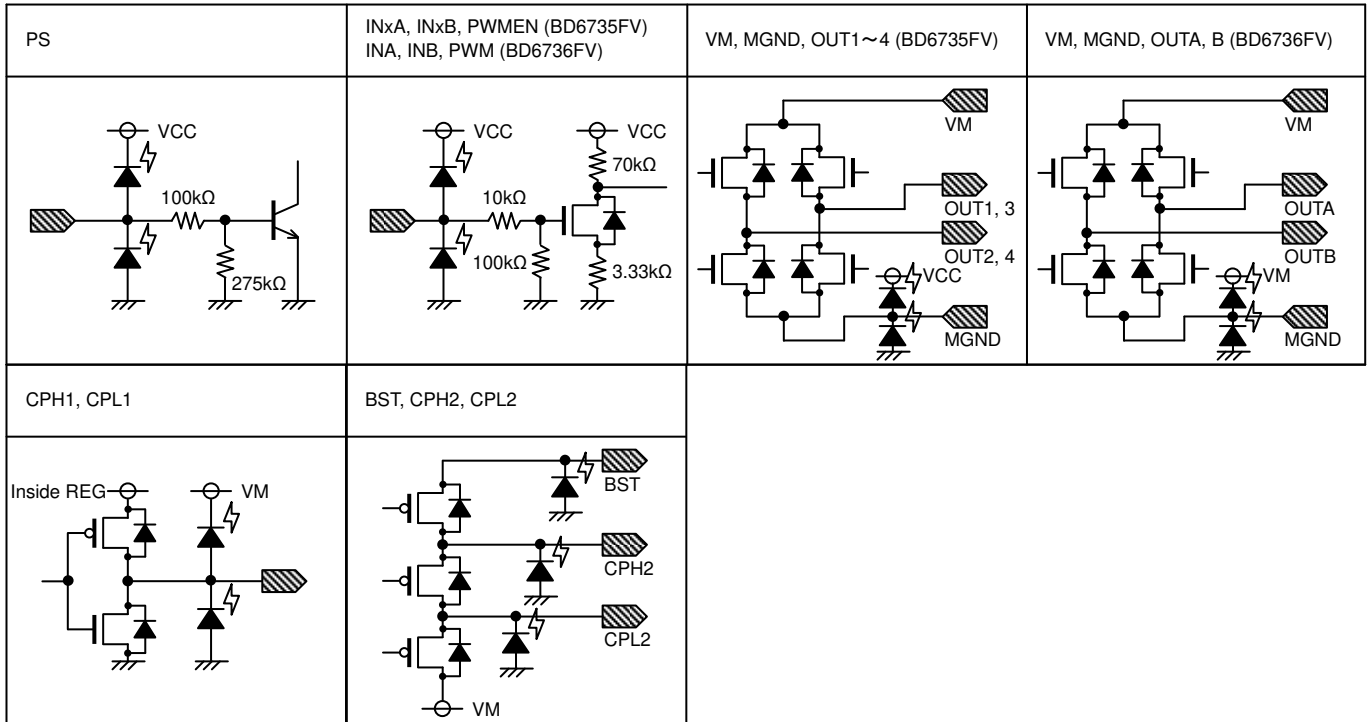 PS
INxA, INxB, PWMEN (BD6735FV)
INA, INB, PWM (BD6736FV)
VM, MGND, OUT1～4 (BD6735FV)
VM, MGND, OUTA, B (BD6736FV)
VCC
100kΩ
275kΩ
VCC
VCC
70kΩ
10kΩ
100kΩ
3.33kΩ
VM
OUT1, 3
OUT2, 4
VCC
MGND
VM
OUTA
OUTB
VM
MGND
CPH1, CPL1
BST, CPH2, CPL2
Inside REG
VM
BST
CPH2
CPL2
VM